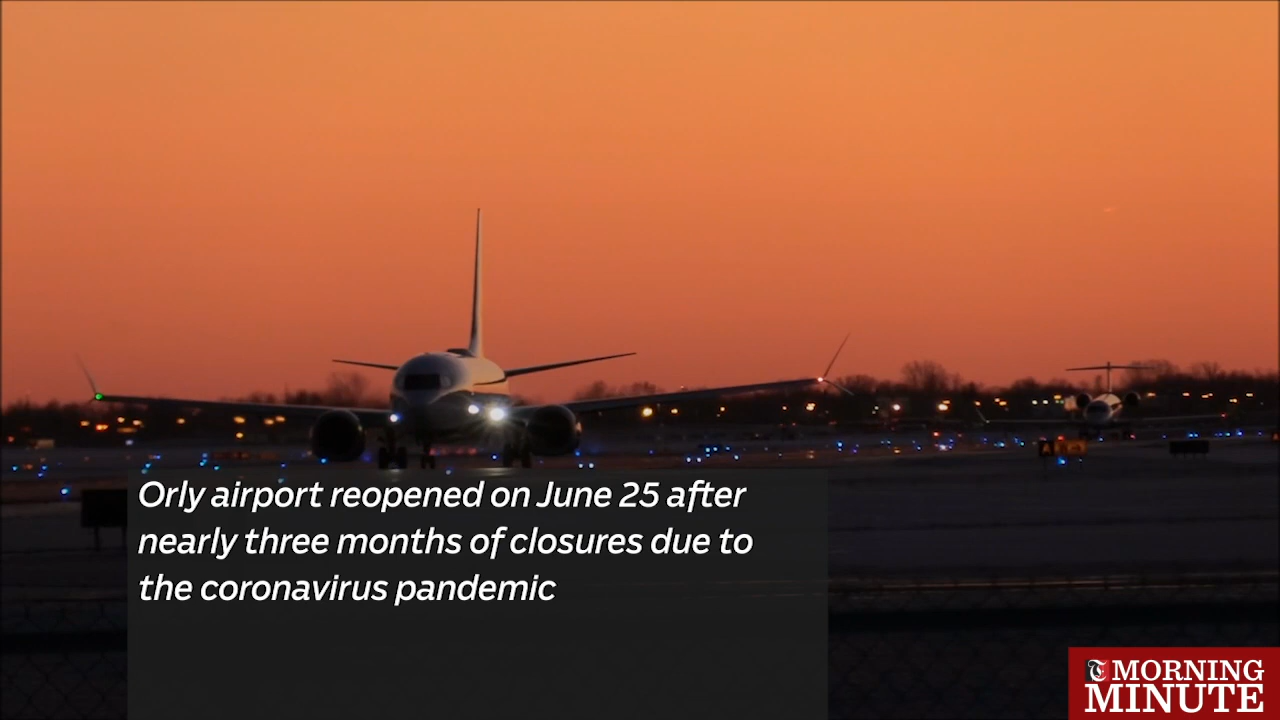 Orly airport reopened on June 25 after
nearly three months of closures due to
the coronavirus pandemic
MORNING
MINUTE